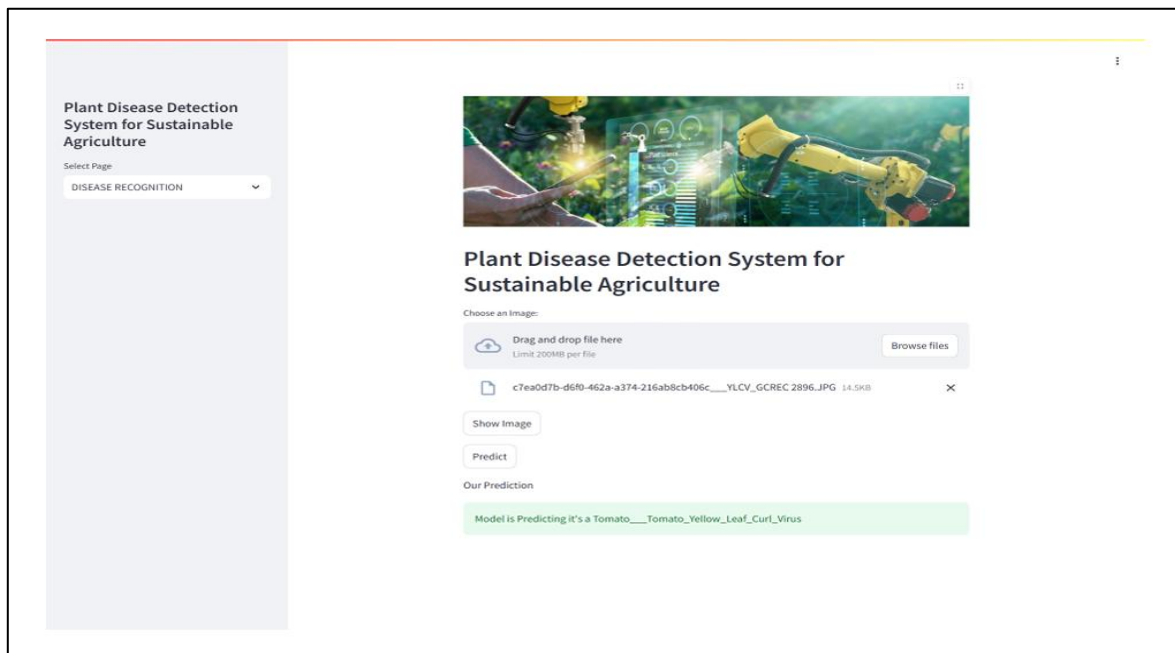 Plant Disease Detection
System for Sustainable
Agriculture
Select Page
DISEASE RECOGNITION
Plant Disease Detection System for
Sustainable Agriculture
Choose an Image:
Drag and drop file here
Limit 200MB per file
Browse files
c7ea0d7b-d6f0-462a-a374-216ab8cb406c___YLCV_GCREC 2896.JPG 14.5KB
Show Image
Predict
Our Prediction
Model is Predicting it's a Tomato___Tomato_Yellow_Leaf_Curl_Virus